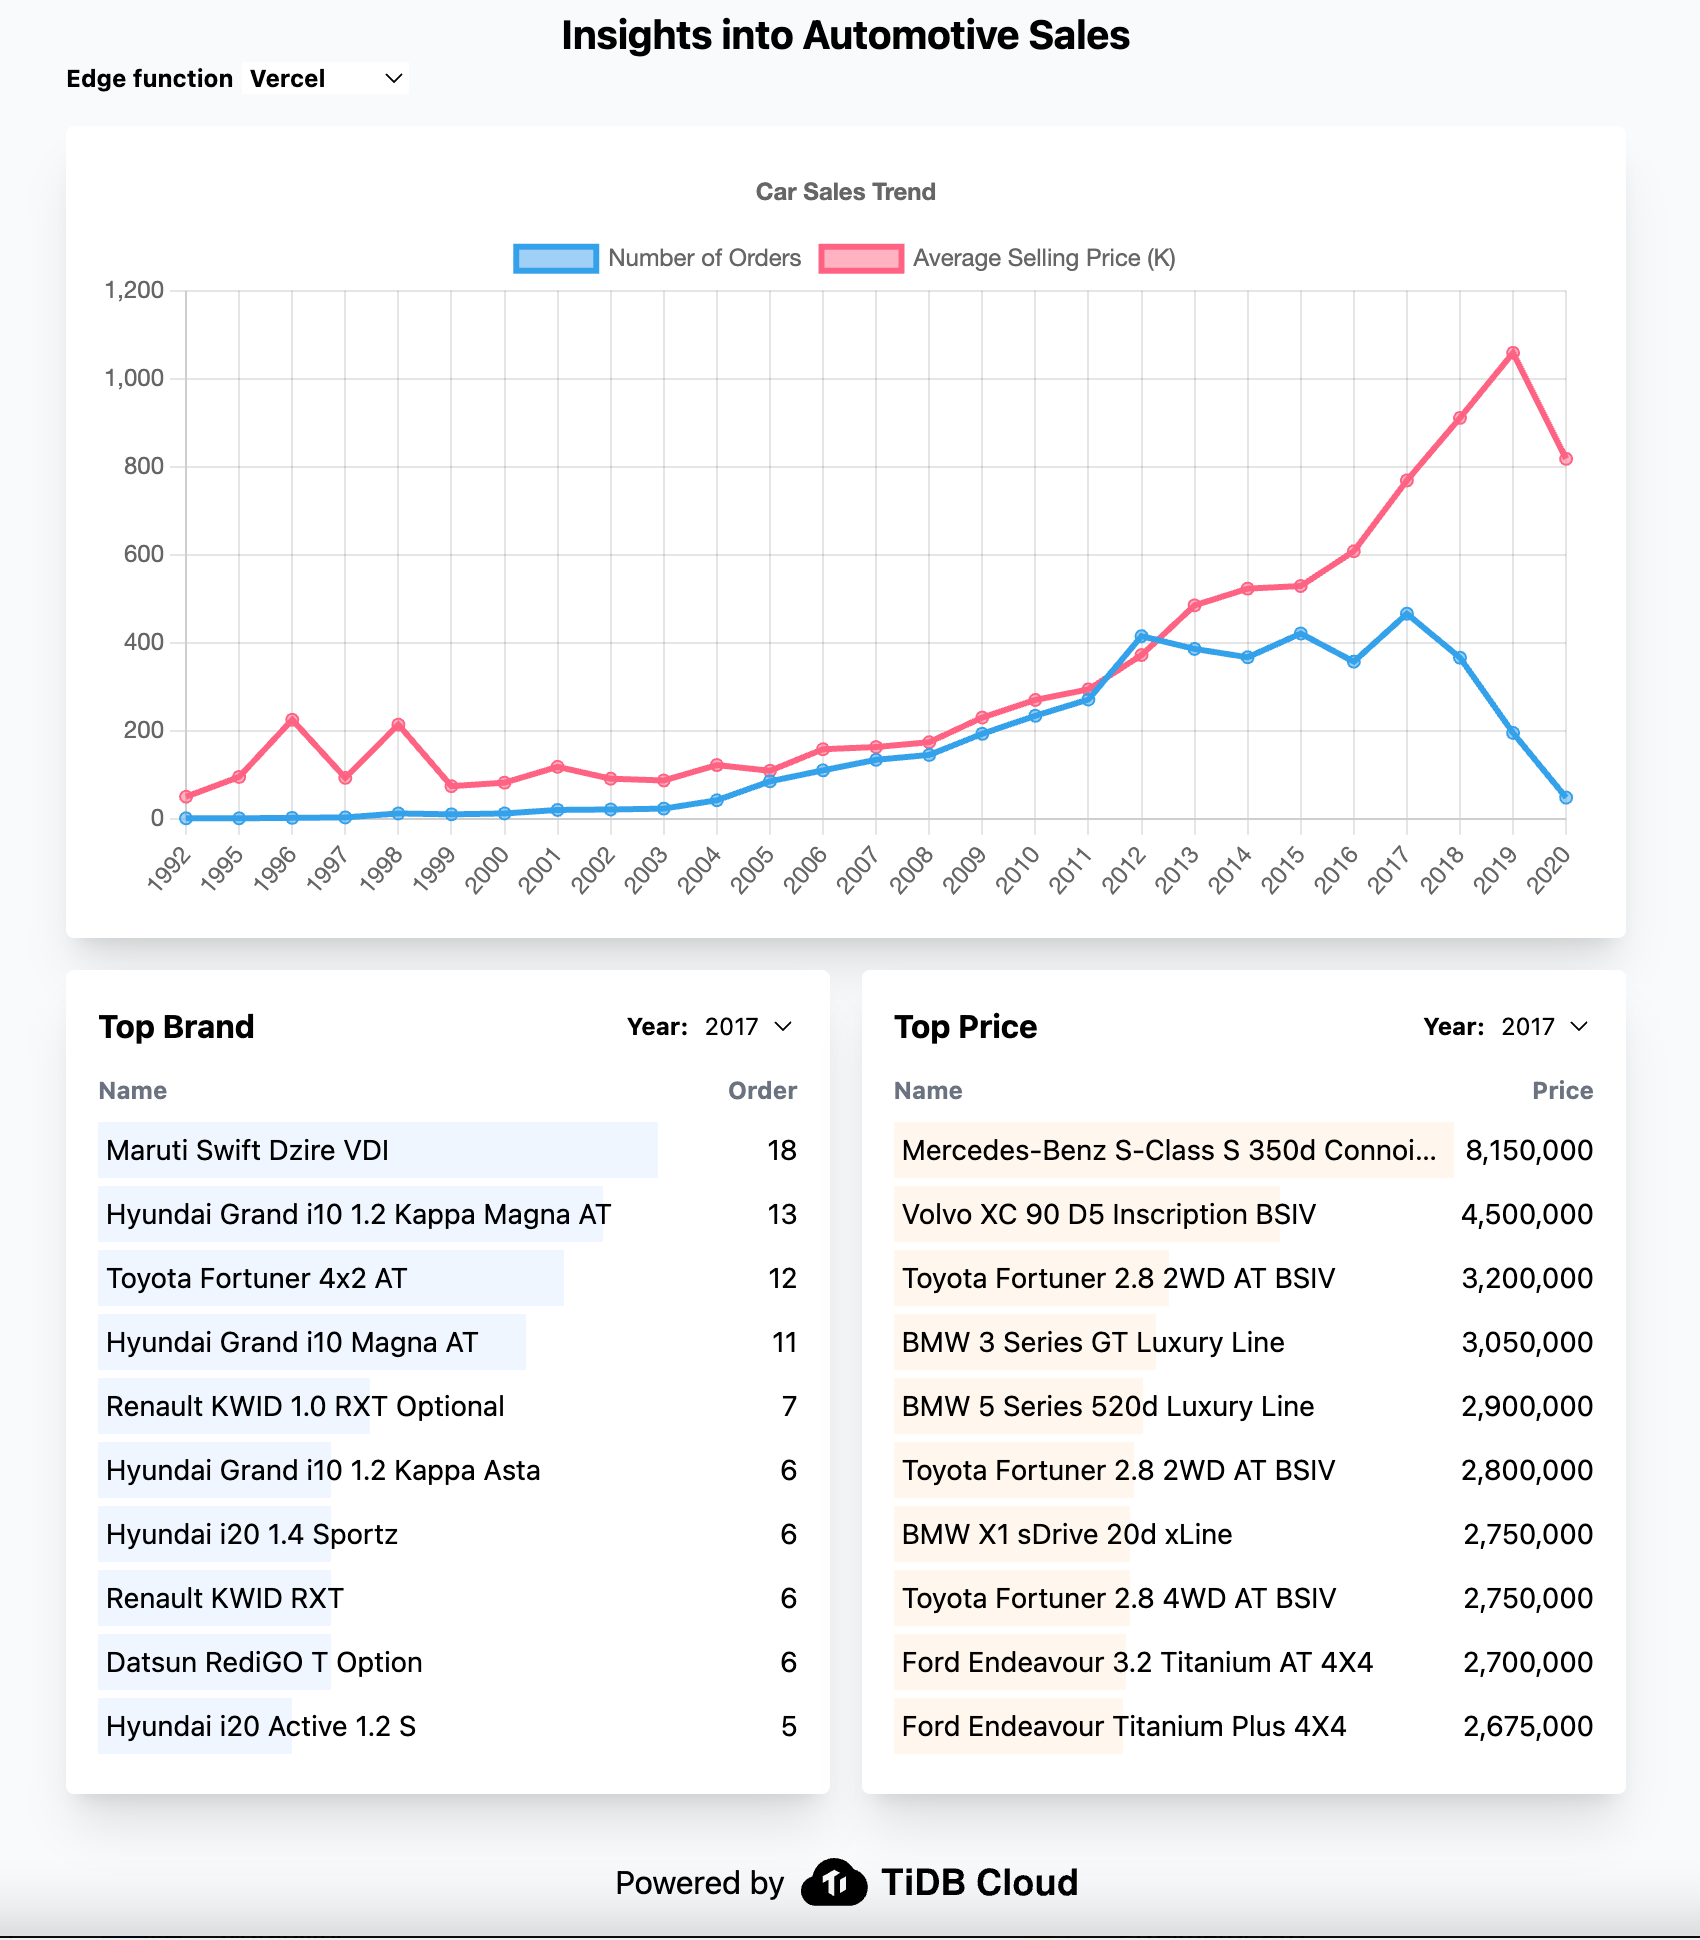 Insights into Automotive Sales
Edge function Vercel
Car Sales Trend
Number of Orders Average Selling Price (K)
1,200
1,000
800
600
400
200
0
1992 1995 1996 1997 1998 1999 2000 2001 2002 2003 2004 2005 2006 2007 2008 2009 2010 2011 2012 2013 2014 2015 2016 2017 2018 2019 2020
Top Brand Year: 2017
Name Order
Maruti Swift Dzire VDI 18
Hyundai Grand i10 1.2 Kappa Magna AT 13
Toyota Fortuner 4x2 AT 12
Hyundai Grand i10 Magna AT 11
Renault KWID 1.0 RXT Optional 7
Hyundai Grand i10 1.2 Kappa Asta 6
Hyundai i20 1.4 Sportz 6
Renault KWID RXT 6
Datsun RediGO T Option 6
Hyundai i20 Active 1.2 S 5
Top Price Year: 2017
Name Price
Mercedes-Benz S-Class S 350d Connoi... 8,150,000
Volvo XC 90 D5 Inscription BSIV 4,500,000
Toyota Fortuner 2.8 2WD AT BSIV 3,200,000
BMW 3 Series GT Luxury Line 3,050,000
BMW 5 Series 520d Luxury Line 2,900,000
Toyota Fortuner 2.8 2WD AT BSIV 2,800,000
BMW X1 sDrive 20d xLine 2,750,000
Toyota Fortuner 2.8 4WD AT BSIV 2,750,000
Ford Endeavour 3.2 Titanium AT 4X4 2,700,000
Ford Endeavour Titanium Plus 4X4 2,675,000
Powered by TiDB Cloud